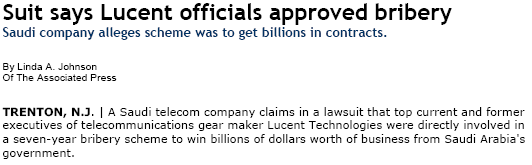 Suit says Lucent officials approved bribery
Saudi company alleges scheme was to get billions in contracts.
By Linda A. Johnson
Of The Associated Press
TRENTON, N.J. | A Saudi telecom company claims in a lawsuit that top current and former
executives of telecommunications gear maker Lucent Technologies were directly involved in
a seven-year bribery scheme to win billions of dollars worth of business from Saudi Arabia's
government.